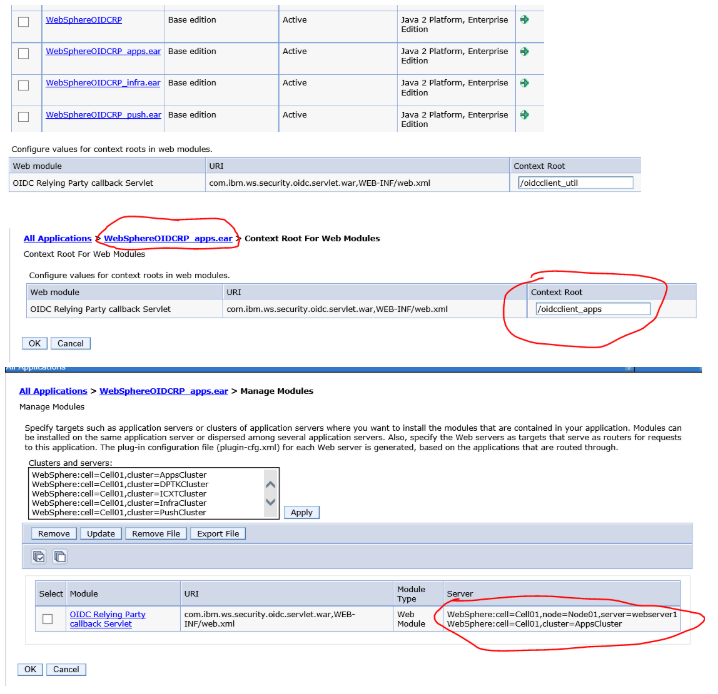 WebSphereOIDCRP Base edition Active Java 2 Platform, Enterprise
Edition
WebSphereOIDCRP_apps.ear Base edition Active Java 2 Platform, Enterprise
Edition
WebSphereOIDCRP_infra.ear Base edition Active Java 2 Platform, Enterprise
Edition
WebSphereOIDCRP_push.ear Base edition Active Java 2 Platform, Enterprise
Edition
Configure values for context roots in web modules.
Web module URI Context Root
OIDC Relying Party callback Servlet com.ibm.ws.security.oidc.servlet.war,WEB-INF/web.xml /oidcclient_util
All Applications > WebSphereOIDCRP_apps.ear > Context Root For Web Modules
Context Root For Web Modules
Configure values for context roots in web modules.
Web module URI Context Root
OIDC Relying Party callback Servlet com.ibm.ws.security.oidc.servlet.war,WEB-INF/web.xml /oidcclient_apps
OK Cancel
All Applications
All Applications > WebSphereOIDCRP_apps.ear > Manage Modules
Manage Modules
Specify targets such as application servers or clusters of application servers where you want to install the modules that are contained in your application. Modules can
be installed on the same application server or dispersed among several application servers. Also, specify the Web servers as targets that serve as routers for requests
to this application. The plug-in configuration file (plugin-cfg.xml) for each Web server is generated, based on the applications that are routed through.
Clusters and servers:
WebSphere:cell=Cell01,cluster=AppsCluster
WebSphere:cell=Cell01,cluster=DPTKCluster
WebSphere:cell=Cell01,cluster=ICXTCluster
WebSphere:cell=Cell01,cluster=InfraCluster
WebSphere:cell=Cell01,cluster=PushCluster
Apply
Remove Update Remove File Export File
Select Module URI Module
Type Server
OIDC Relying Party
callback Servlet com.ibm.ws.security.oidc.servlet.war,WEB-
INF/web.xml Web
Module WebSphere:cell=Cell01,node=Node01,server=webserver1
WebSphere:cell=Cell01,cluster=AppsCluster
OK Cancel